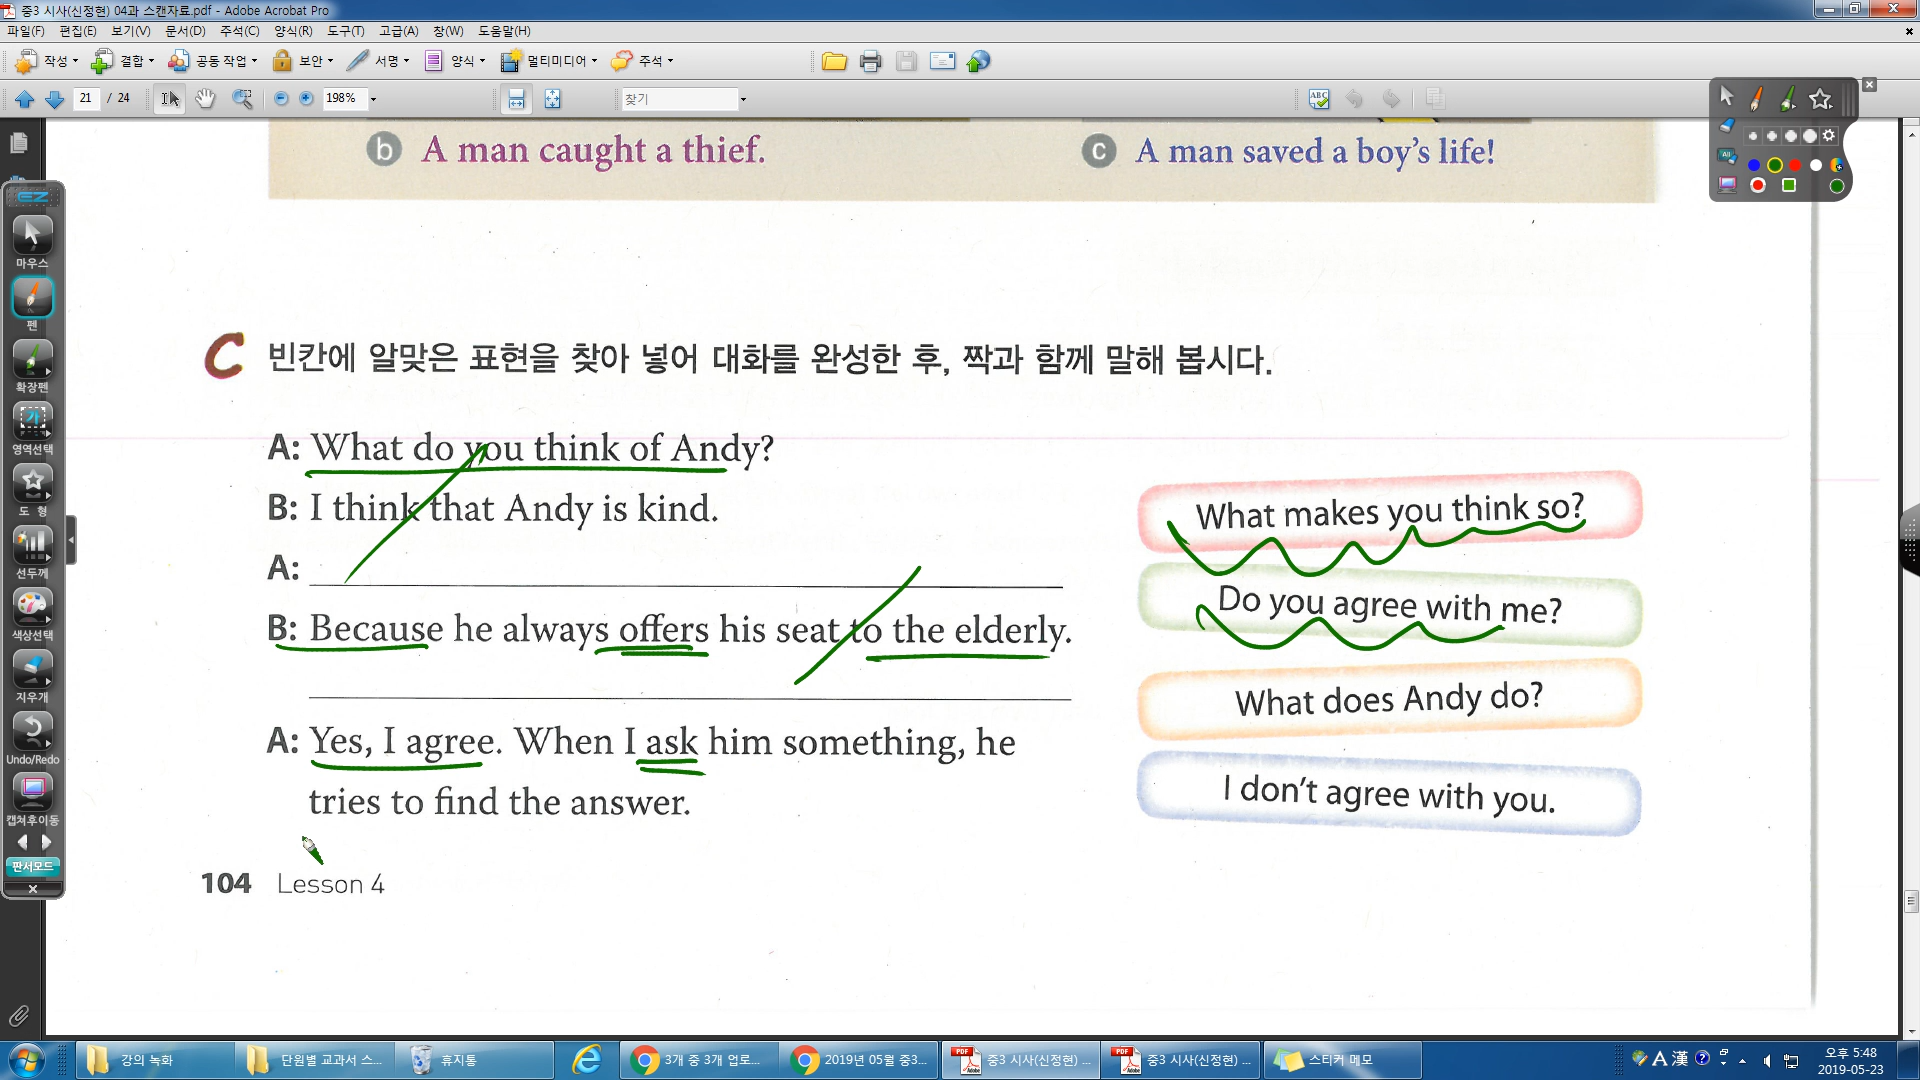 중3 시사(신정현) 04과 스캔자료.pdf - Adobe Acrobat Pro
파일(F) 편집(E) 보기(V) 문서(D) 주석(C) 양식(R) 도구(T) 고급(A) 창(W) 도움말(H)
작성 결합 공동 작업 보안 서명 양식 멀티미디어 주석
21 / 24 198% 찾기
b A man caught a thief.
c A man saved a boy's life!
C 빈칸에 알맞은 표현을 찾아 넣어 대화를 완성한 후, 짝과 함께 말해 봅시다.
A: What do you think of Andy?
B: I think that Andy is kind.
A:
B: Because he always offers his seat to the elderly.
A: Yes, I agree. When I ask him something, he
tries to find the answer.
What makes you think so?
Do you agree with me?
What does Andy do?
I don't agree with you.
104 Lesson 4
EZ
마우스
펜
확장펜
영역선택
도 형
선두께
색상선택
지우개
Undo/Redo
캡쳐후이동
판서모드
ABC
All
강의 녹화
단원별 교과서 스...
휴지통
3개 중 3개 업로...
2019년 05월 중3...
중3 시사(신정현) ...
중3 시사(신정현) ...
스티커 메모
A 漢
오후 5:48
2019-05-23